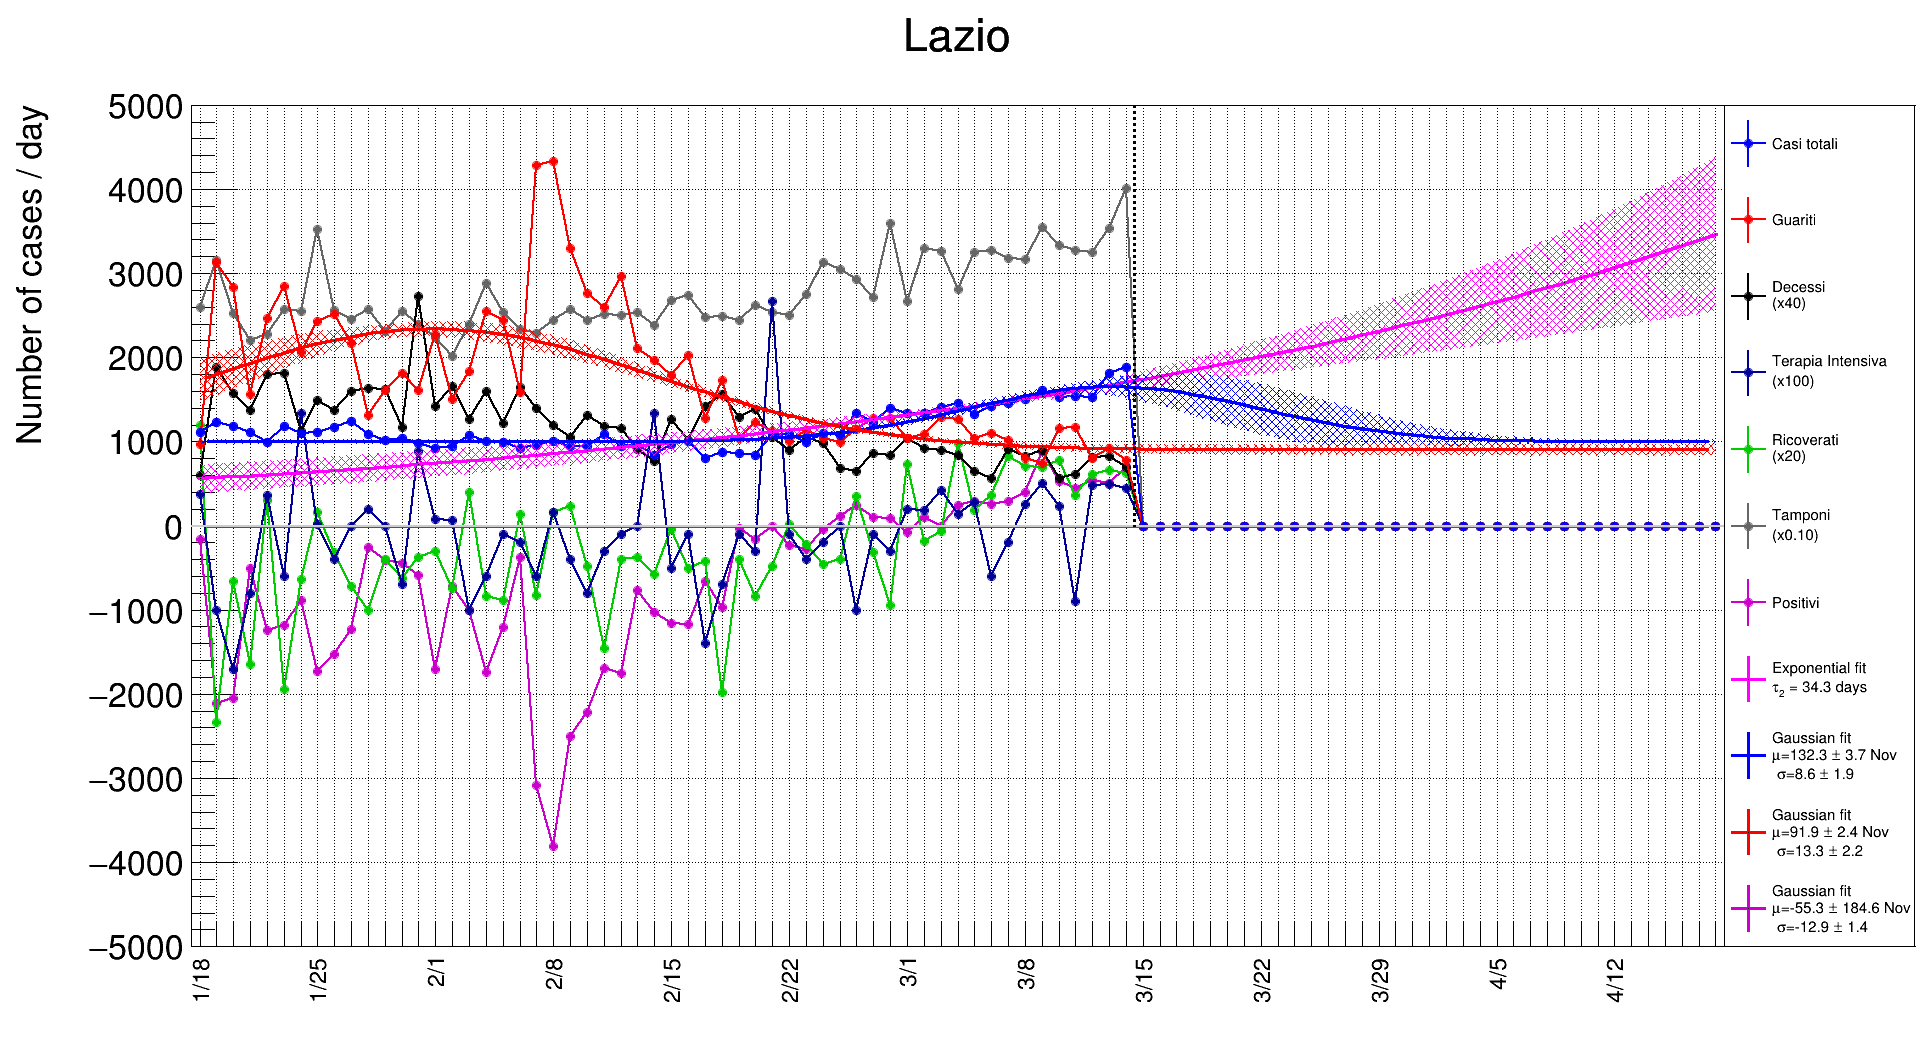 Lazio
Number of cases / day
5000
4000
3000
2000
1000
0
−1000
−2000
−3000
−4000
−5000
1/18
1/25
2/1
2/8
2/15
2/22
3/1
3/8
3/15
3/22
3/29
4/5
4/12
Casi totali
Guariti
Decessi
(x40)
Terapia Intensiva
(x100)
Ricoverati
(x20)
Tamponi
(x0.10)
Positivi
Exponential fit
τ2 = 34.3 days
Gaussian fit
μ=132.3 ± 3.7 Nov
σ=8.6 ± 1.9
Gaussian fit
μ=91.9 ± 2.4 Nov
σ=13.3 ± 2.2
Gaussian fit
μ=-55.3 ± 184.6 Nov
σ=-12.9 ± 1.4